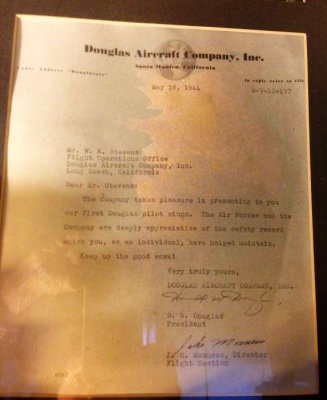 Douglas Aircraft Company, Inc.
Santa Monica, California
Cable Address "Douglasair"
In reply refer to file
May 18, 1944
Mr. W. K. Stevens
Flight Operations Office
Douglas Aircraft Company, Inc.
Long Beach, California
Dear Mr. Stevens:
The Company takes pleasure in presenting to you
her first Douglas pilot wings. The Air Forces and the
Company are deeply appreciative of the safety record
which you, as an individual, have helped maintain.
Keep up the good work!
Very truly yours,
DOUGLAS AIRCRAFT COMPANY, INC.
D. W. Douglas
President
Director
Flight Section